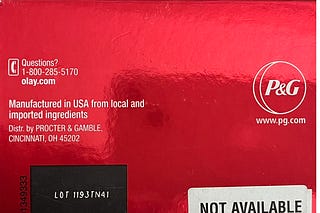 Questions?
1-800-285-5170
olay.com
P&G
www.pg.com
Manufactured in USA from local and
imported ingredients
Distr. by PROCTER & GAMBLE,
CINCINNATI, OH 45202
LOT 1193TN41
NOT AVAILABLE